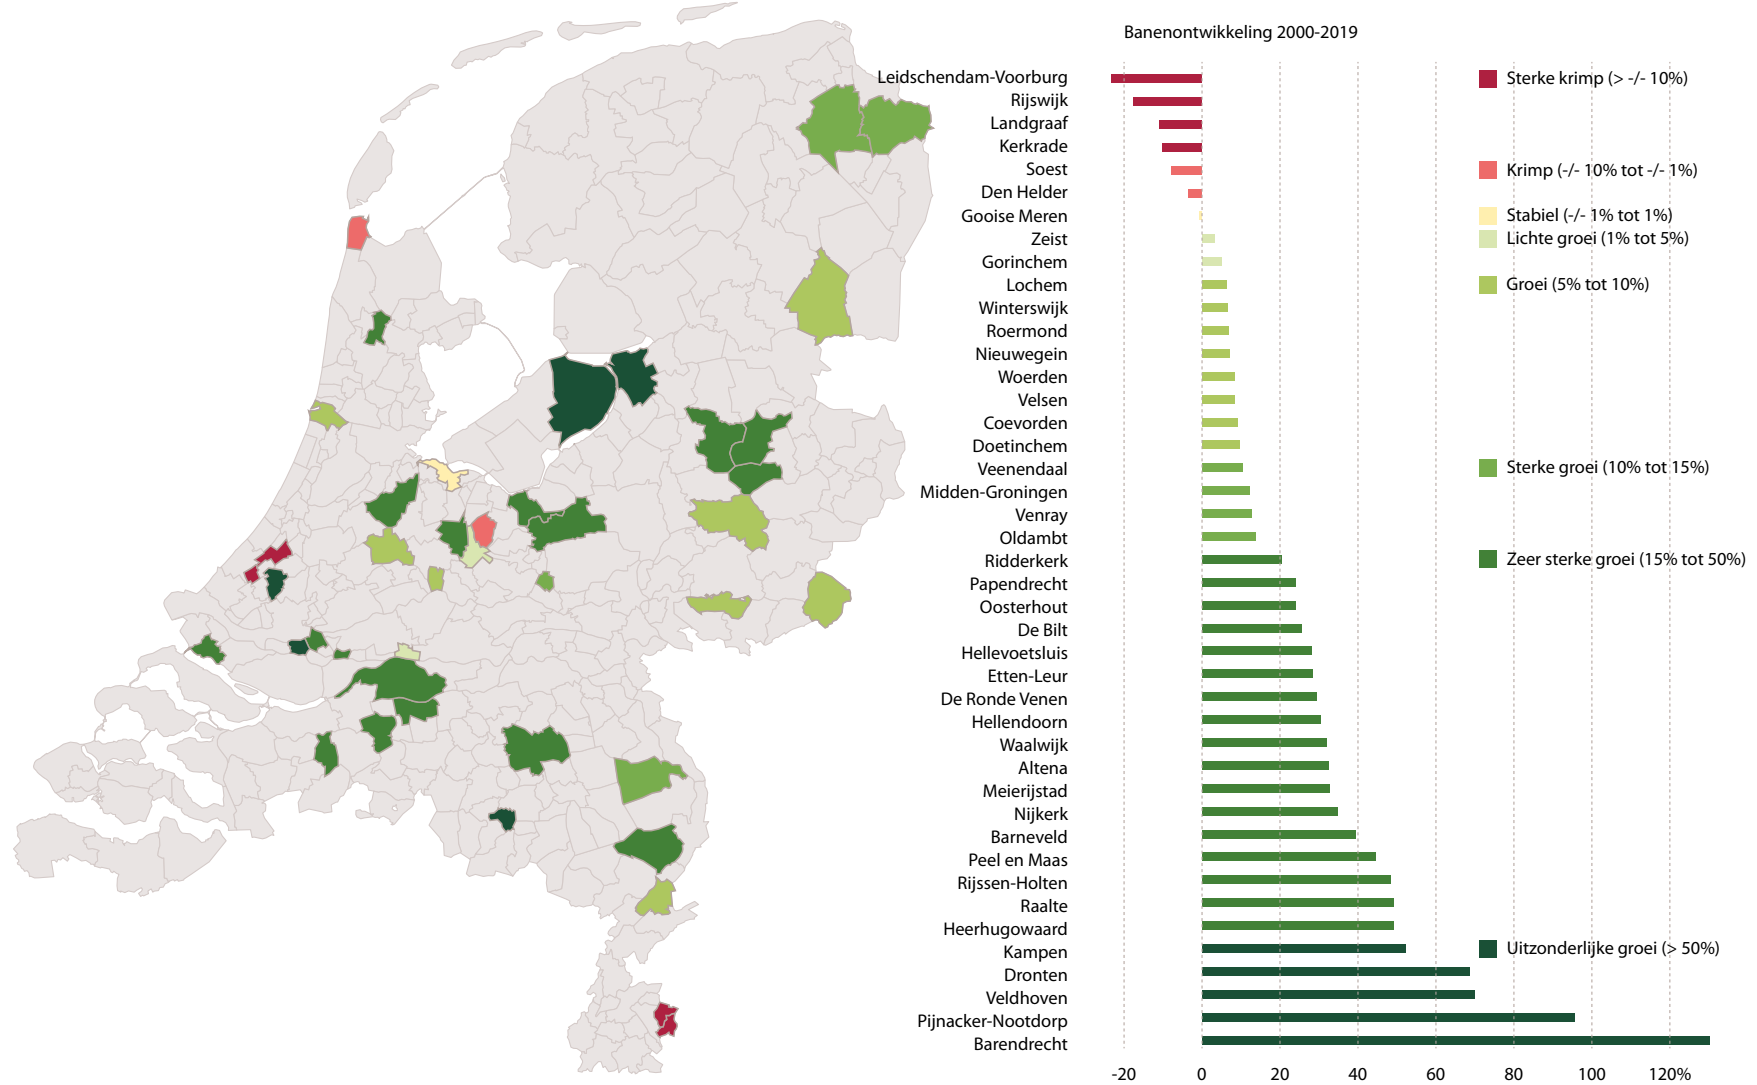 Banenontwikkeling 2000-2019
Leidschendam-Voorburg
Rijswijk
Landgraaf
Kerkrade
Soest
Den Helder
Gooise Meren
Zeist
Gorinchem
Lochem
Winterswijk
Roermond
Nieuwegein
Woerden
Velsen
Coevorden
Doetinchem
Veenendaal
Midden-Groningen
Venray
Oldambt
Ridderkerk
Papendrecht
Oosterhout
De Bilt
Hellevoetsluis
Etten-Leur
De Ronde Venen
Hellendoorn
Waalwijk
Altena
Meierijstad
Nijkerk
Barneveld
Peel en Maas
Rijssen-Holten
Raalte
Heerhugowaard
Kampen
Dronten
Veldhoven
Pijnacker-Nootdorp
Barendrecht
Sterke krimp (> -/- 10%)
Krimp (-/- 10% tot -/- 1%)
Stabiel (-/- 1% tot 1%)
Lichte groei (1% tot 5%)
Groei (5% tot 10%)
Sterke groei (10% tot 15%)
Zeer sterke groei (15% tot 50%)
Uitzonderlijke groei (> 50%)
-20 0 20 40 60 80 100 120%